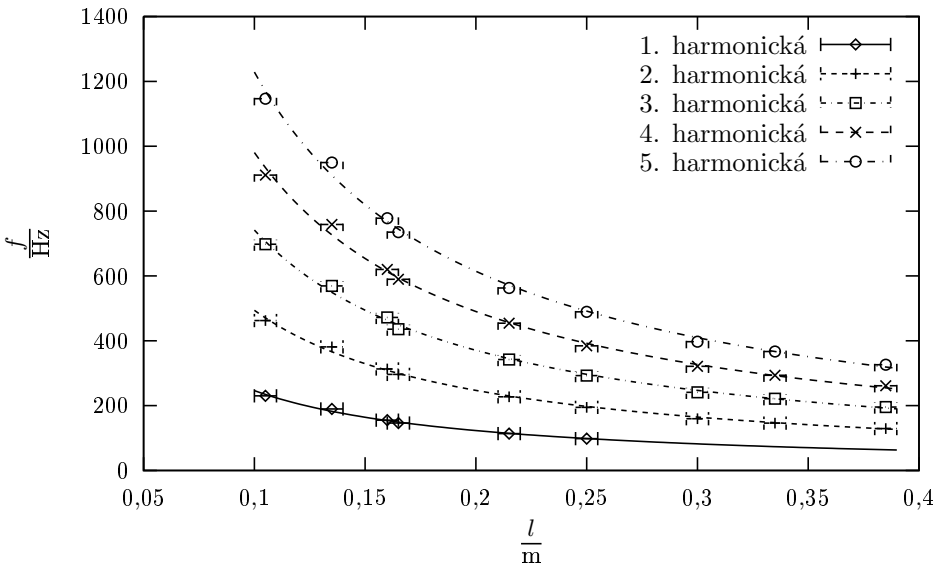 1400
1200
1000
800
600
400
200
0
f
Hz
1. harmonická
2. harmonická
3. harmonická
4. harmonická
5. harmonická
0,05 0,1 0,15 0,2 0,25 0,3 0,35 0,4
l
m